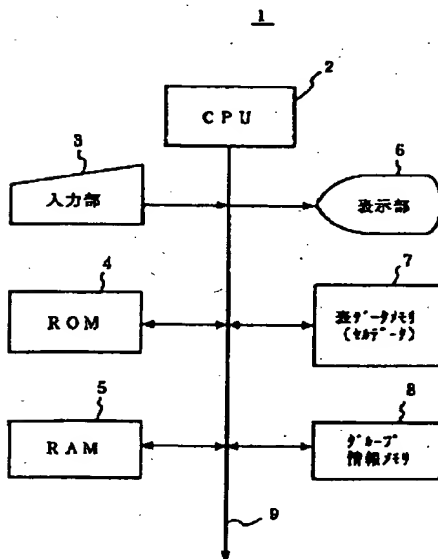 1
2
CPU
3
入力部
6
表示部
4
ROM
7
表データメモリ
(セルデータ)
5
RAM
8
グループ
情報メモリ
9